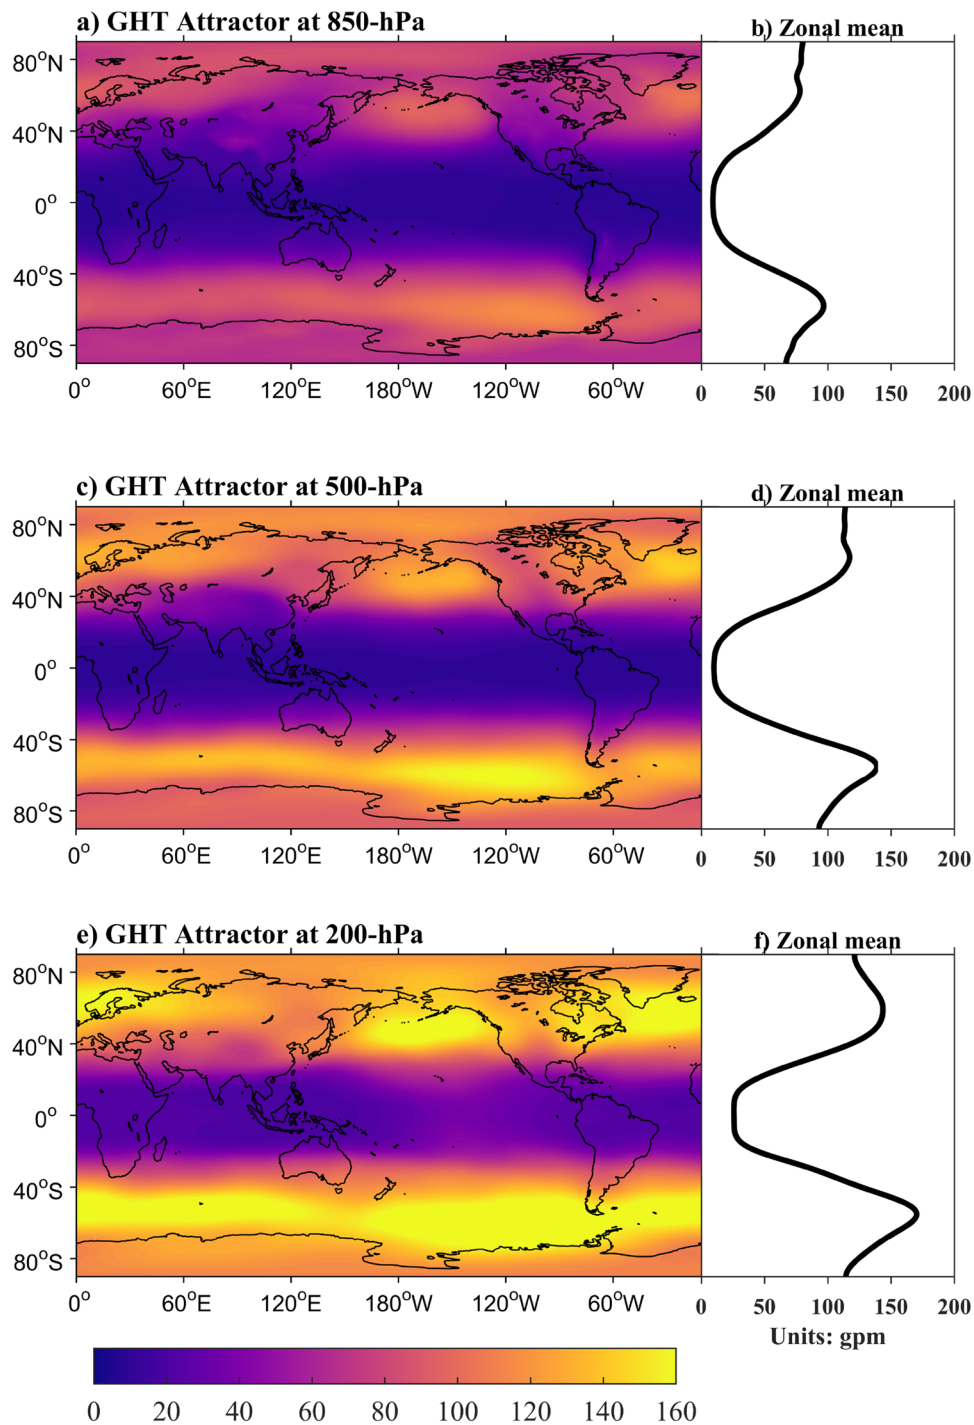 a) GHT Attractor at 850-hPa
b) Zonal mean
80°N
40°N
0°
40°S
80°S
0° 60°E 120°E 180°W 120°W 60°W
0 50 100 150 200
c) GHT Attractor at 500-hPa
d) Zonal mean
80°N
40°N
0°
40°S
80°S
0° 60°E 120°E 180°W 120°W 60°W
0 50 100 150 200
e) GHT Attractor at 200-hPa
f) Zonal mean
80°N
40°N
0°
40°S
80°S
0° 60°E 120°E 180°W 120°W 60°W
0 50 100 150 200
Units: gpm
0 20 40 60 80 100 120 140 160